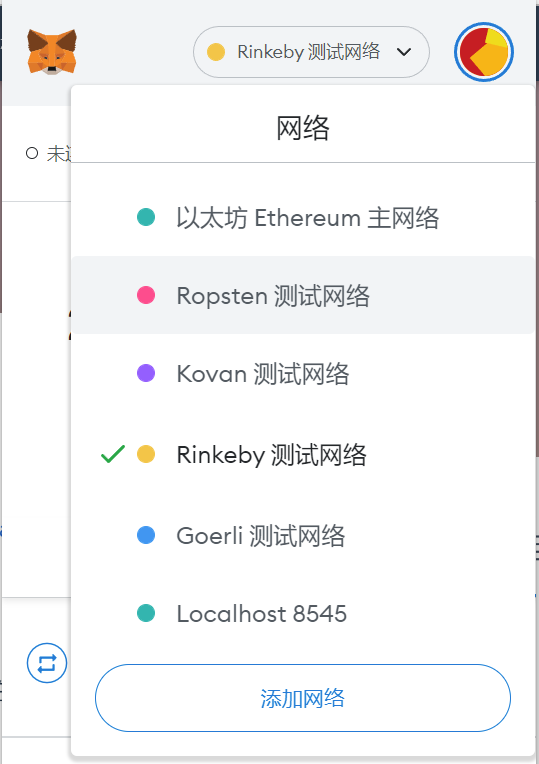 Rinkeby 测试网络
网络
未
以太坊 Ethereum 主网络
Ropsten 测试网络
Kovan 测试网络
Rinkeby 测试网络
Goerli 测试网络
Localhost 8545
添加网络